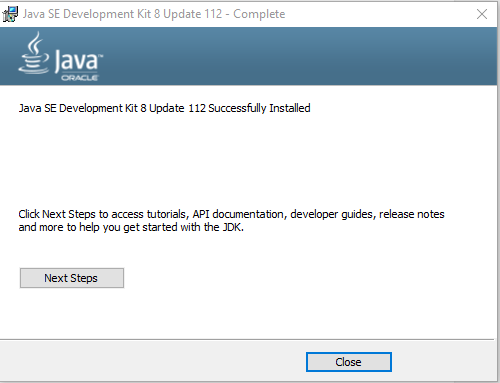 Java SE Development Kit 8 Update 112 - Complete
Java™
ORACLE
Java SE Development Kit 8 Update 112 Successfully Installed
Click Next Steps to access tutorials, API documentation, developer guides, release notes
and more to help you get started with the JDK.
Next Steps
Close